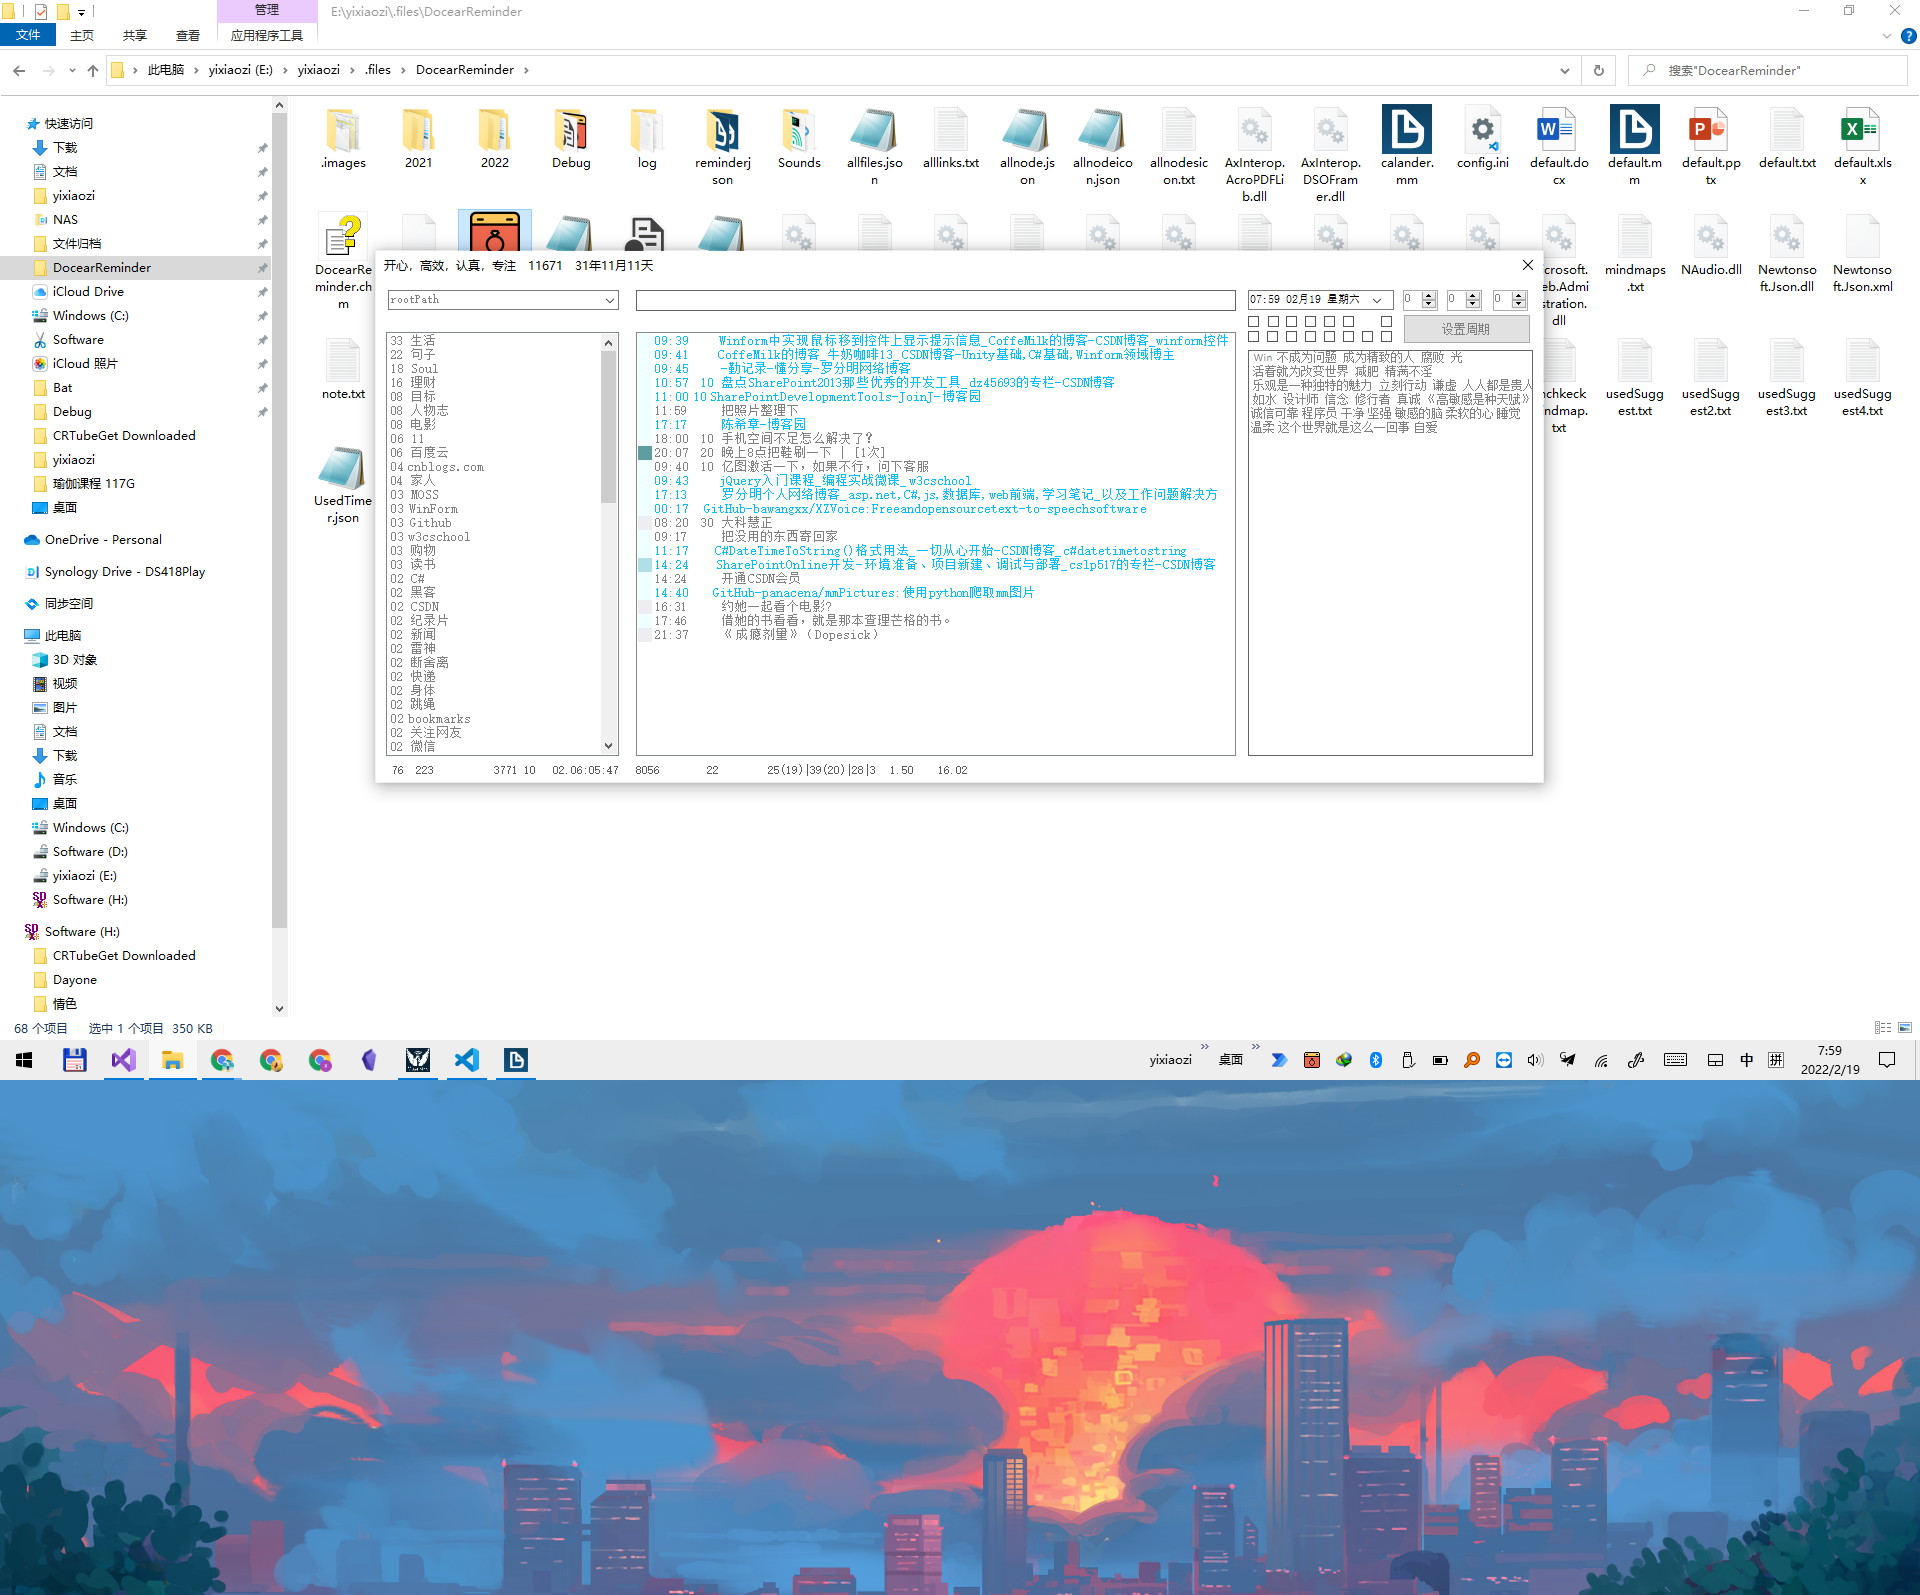 管理
E:\yixiaozi\.files\DocearReminder
文件 主页 共享 查看 应用程序工具
此电脑 › yixiaozi (E:) › yixiaozi › .files › DocearReminder ›
搜索"DocearReminder"
快速访问
下载
文档
yixiaozi
NAS
文件归档
DocearReminder
iCloud Drive
Windows (C:)
Software
iCloud 照片
Bat
Debug
CRTubeGet Downloaded
yixiaozi
瑜伽课程 117G
桌面
OneDrive - Personal
Synology Drive - DS418Play
同步空间
此电脑
3D 对象
视频
图片
文档
下载
音乐
桌面
Windows (C:)
Software (D:)
yixiaozi (E:)
Software (H:)
Software (H:)
CRTubeGet Downloaded
Dayone
情色
.images
2021
2022
Debug
log
reminderjson
Sounds
allfiles.json
alllinks.txt
allnode.json
allnodeicon.json
allnodesicon.txt
AxInterop.AcroPDFLib.dll
AxInterop.DSOFramer.dll
calander.mm
config.ini
default.docx
default.mm
default.pptx
default.txt
default.xlsx
DocearReminder.chm
crosoft.
eb.Admi
stration.
dll
mindmaps.txt
NAudio.dll
Newtonsoft.Json.dll
Newtonsoft.Json.xml
note.txt
nchkeck
ndmap.
txt
usedSuggest.txt
usedSuggest2.txt
usedSuggest3.txt
usedSuggest4.txt
UsedTimer.json
开心，高效，认真，专注 11671 31年11月11天
rootPath
07:59 02月19 星期六
0 0 0
设置周期
33 生活
22 句子
18 Soul
16 理财
08 目标
08 人物志
08 电影
06 11
06 百度云
04 cnblogs.com
04 家人
03 MOSS
03 WinForm
03 Github
03 w3cschool
03 购物
03 读书
02 C#
02 黑客
02 CSDN
02 纪录片
02 新闻
02 雷神
02 断舍离
02 快递
02 身体
02 跳绳
02 bookmarks
02 关注网友
02 微信
09:39 Winform中实现鼠标移到控件上显示提示信息_CoffeMilk的博客-CSDN博客_winform控件
09:41 CoffeMilk的博客_牛奶咖啡13_CSDN博客-Unity基础,C#基础,Winform领域博主
09:45 -勤记录-懂分享-罗分明网络博客
10:57 10 盘点SharePoint2013那些优秀的开发工具_dz45693的专栏-CSDN博客
11:00 10 SharePointDevelopmentTools-JoinJ-博客园
11:59 把照片整理下
17:17 陈希章-博客园
18:00 10 手机空间不足怎么解决了?
20:07 20 晚上8点把鞋刷一下 | [1次]
09:40 10 亿图激活一下，如果不行，问下客服
09:43 jQuery入门课程_编程实战微课_w3cschool
17:13 罗分明个人网络博客_asp.net,C#,js,数据库,web前端,学习笔记_以及工作问题解决方
00:17 GitHub-bawangxx/XZVoice:Freeandopensourcetext-to-speechsoftware
08:20 30 大科慧正
09:17 把没用的东西寄回家
11:17 C#DateTimeToString()格式用法_一切从心开始-CSDN博客_c#datetimetostring
14:24 SharePointOnline开发-环境准备、项目新建、调试与部署_cslp517的专栏-CSDN博客
14:24 开通CSDN会员
14:40 GitHub-panacena/mmPictures:使用python爬取mm图片
16:31 约她一起看个电影?
17:46 借她的书看看，就是那本查理芒格的书。
21:37 《成瘾剂量》（Dopesick）
Win 不成为问题 成为精致的人 腐败 光
活着就为改变世界 减肥 精满不淫
乐观是一种独特的魅力 立刻行动 谦虚 人人都是贵人
如水 设计师 信念 修行者 真诚 《高敏感是种天赋》
诚信可靠 程序员 干净 坚强 敏感的脑 柔软的心 睡觉
温柔 这个世界就是这么一回事 自爱
76 223 3771 10 02.06:05:47 8056 22 25(19)|39(20)|28|3 1.50 16.02
68 个项目 选中 1 个项目 350 KB
yixiaozi » 桌面 » 中 拼
7:59
2022/2/19